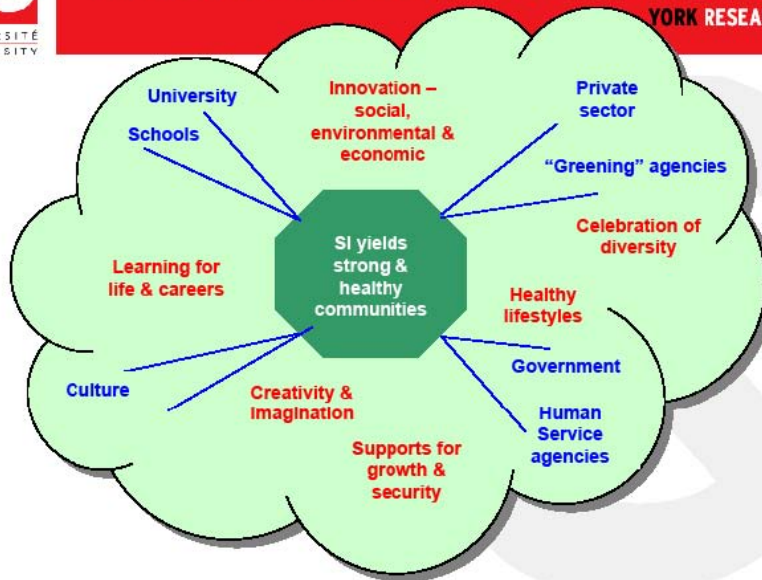 YORK RESEA
SITÉ
SITY
University
Schools
Innovation –
social,
environmental &
economic
Private
sector
“Greening” agencies
Celebration of
diversity
SI yields
strong &
healthy
communities
Learning for
life & careers
Healthy
lifestyles
Government
Culture
Creativity &
Imagination
Human
Service
agencies
Supports for
growth &
security